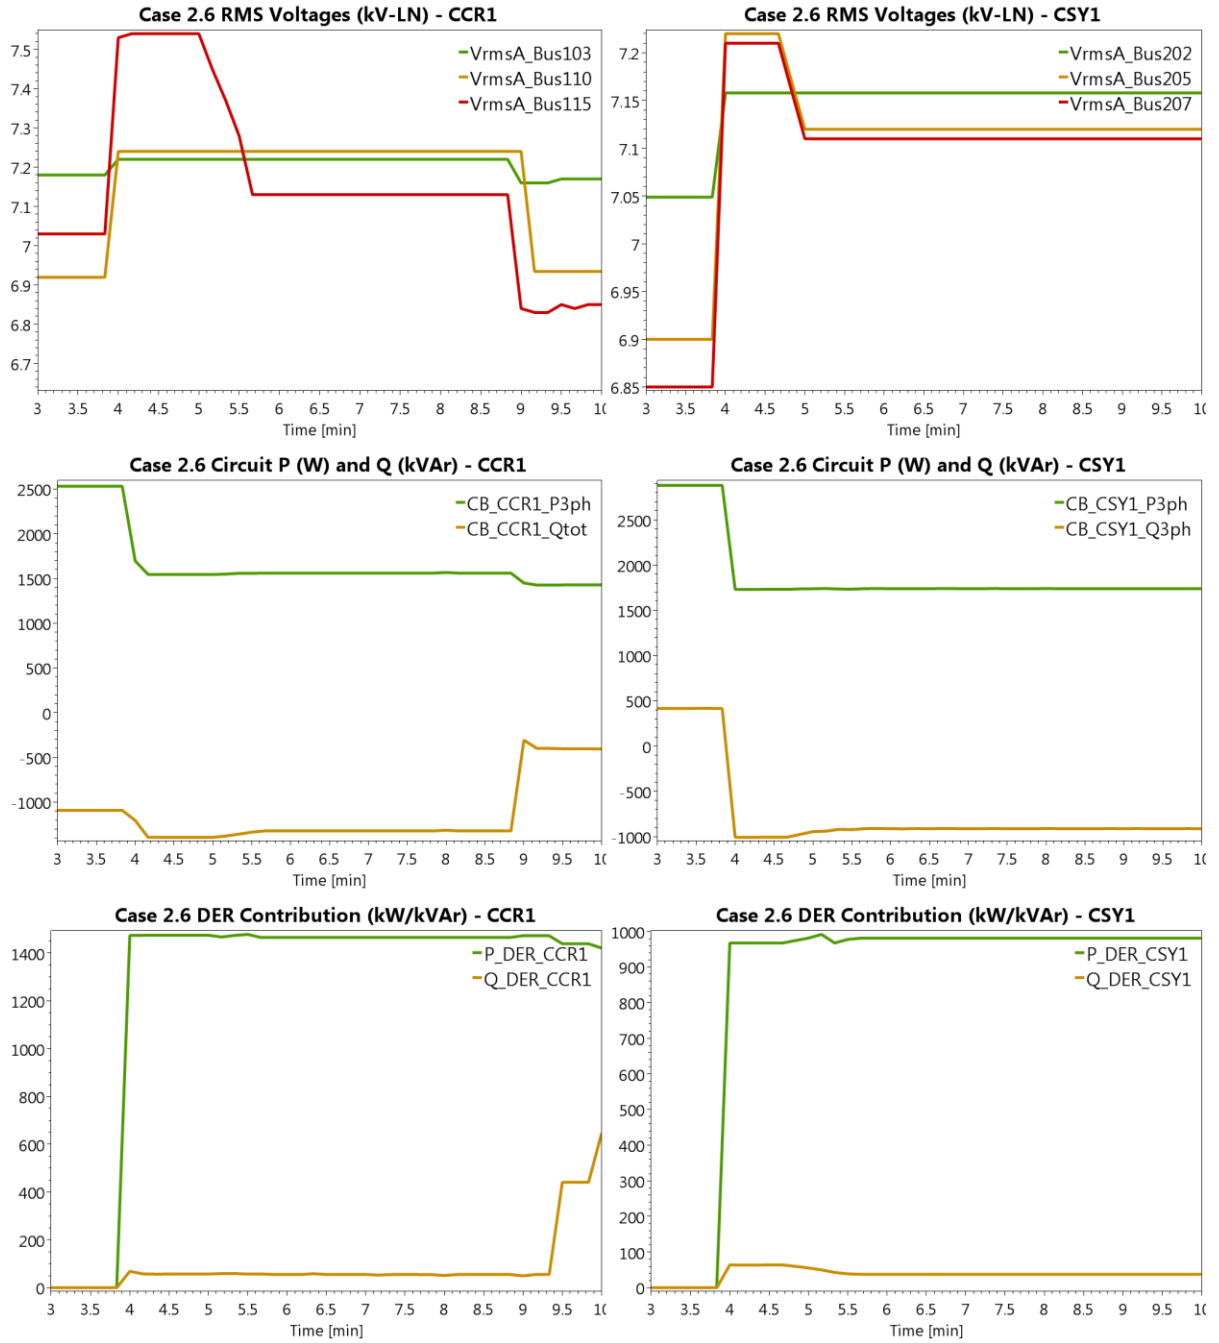 Case 2.6 RMS Voltages (kV-LN) - CCR1
7.5
7.4
7.3
7.2
7.1
7
6.9
6.8
6.7
VrmsA_Bus103
VrmsA_Bus110
VrmsA_Bus115
3 3.5 4 4.5 5 5.5 6 6.5 7 7.5 8 8.5 9 9.5 10
Time [min]
Case 2.6 RMS Voltages (kV-LN) - CSY1
7.2
7.15
7.1
7.05
7
6.95
6.9
6.85
VrmsA_Bus202
VrmsA_Bus205
VrmsA_Bus207
3 3.5 4 4.5 5 5.5 6 6.5 7 7.5 8 8.5 9 9.5 10
Time [min]
Case 2.6 Circuit P (W) and Q (kVAr) - CCR1
2500
2000
1500
1000
500
0
-500
-1000
CB_CCR1_P3ph
CB_CCR1_Qtot
3 3.5 4 4.5 5 5.5 6 6.5 7 7.5 8 8.5 9 9.5 10
Time [min]
Case 2.6 Circuit P (W) and Q (kVAr) - CSY1
2500
2000
1500
1000
500
0
-500
-1000
CB_CSY1_P3ph
CB_CSY1_Q3ph
3 3.5 4 4.5 5 5.5 6 6.5 7 7.5 8 8.5 9 9.5 10
Time [min]
Case 2.6 DER Contribution (kW/kVAr) - CCR1
1400
1200
1000
800
600
400
200
0
P_DER_CCR1
Q_DER_CCR1
3 3.5 4 4.5 5 5.5 6 6.5 7 7.5 8 8.5 9 9.5 10
Time [min]
Case 2.6 DER Contribution (kW/kVAr) - CSY1
1000
900
800
700
600
500
400
300
200
100
0
P_DER_CSY1
Q_DER_CSY1
3 3.5 4 4.5 5 5.5 6 6.5 7 7.5 8 8.5 9 9.5 10
Time [min]